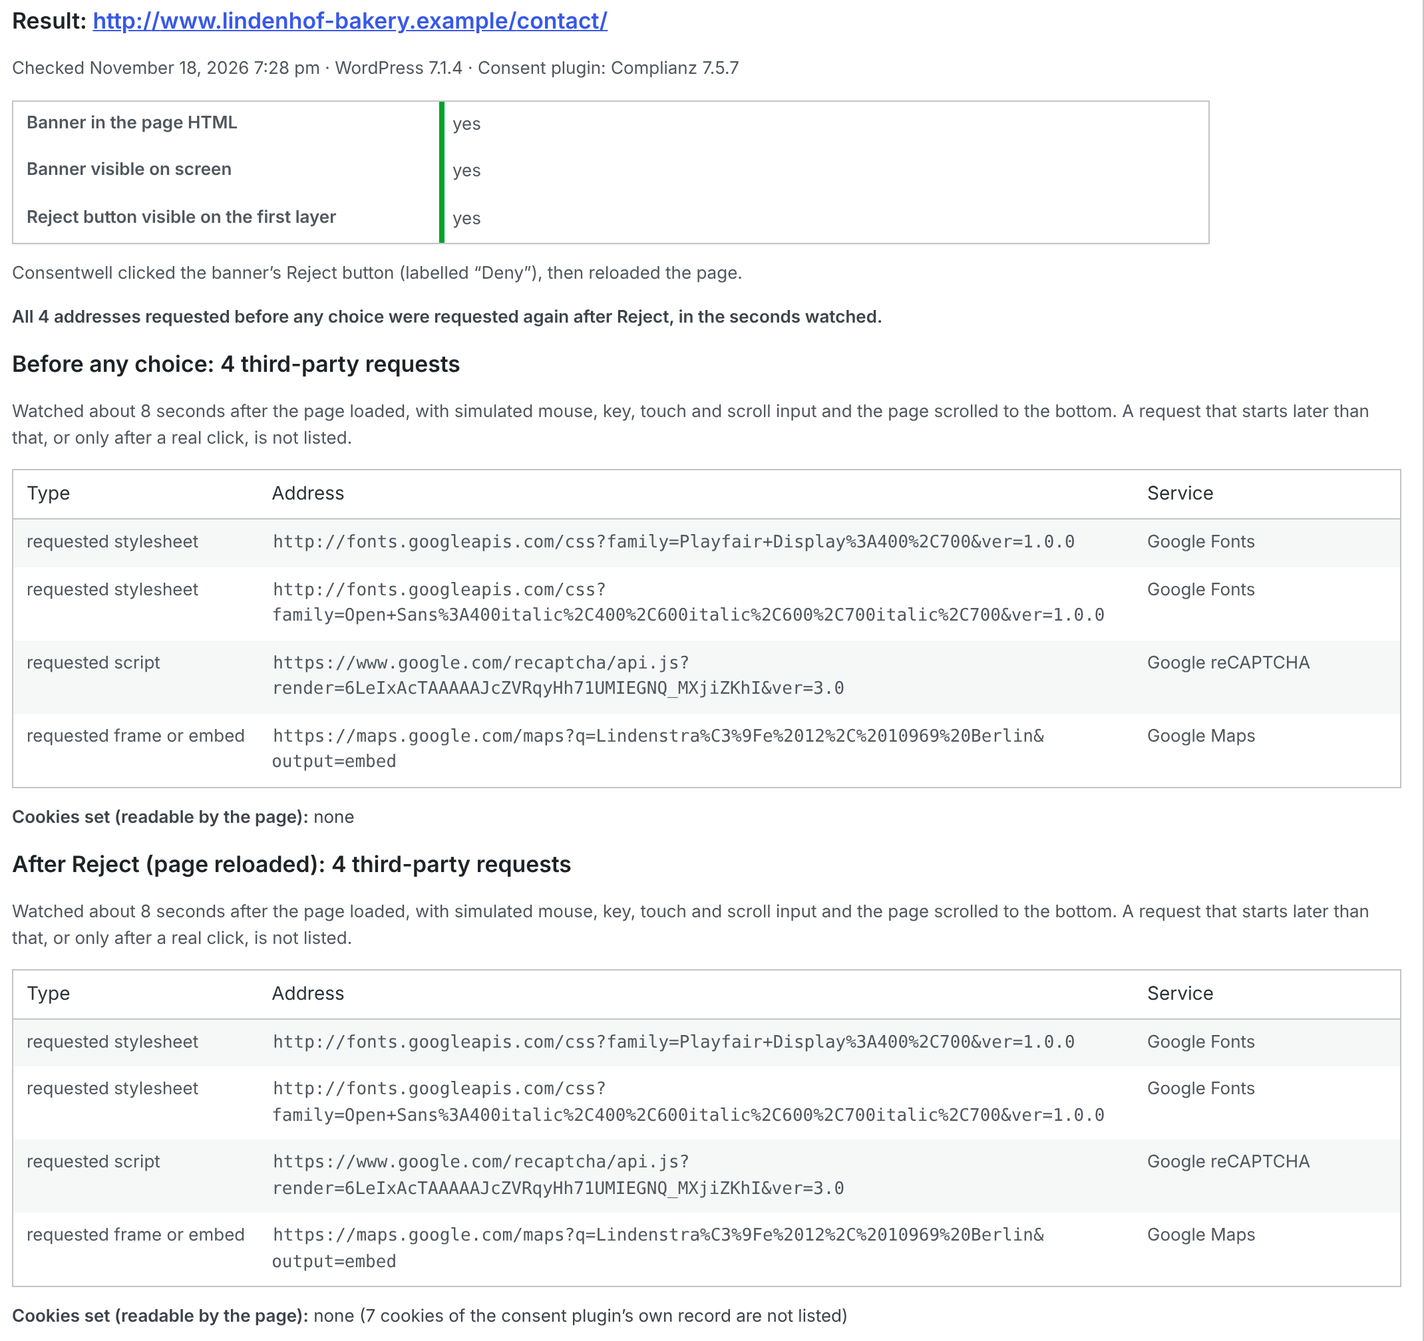 Result: http://www.lindenhof-bakery.example/contact/
Checked November 18, 2026 7:28 pm · WordPress 7.1.4 · Consent plugin: Complianz 7.5.7
Banner in the page HTML yes
Banner visible on screen yes
Reject button visible on the first layer yes
Consentwell clicked the banner’s Reject button (labelled “Deny”), then reloaded the page.
All 4 addresses requested before any choice were requested again after Reject, in the seconds watched.
Before any choice: 4 third-party requests
Watched about 8 seconds after the page loaded, with simulated mouse, key, touch and scroll input and the page scrolled to the bottom. A request that starts later than
that, or only after a real click, is not listed.
Type Address Service
requested stylesheet http://fonts.googleapis.com/css?family=Playfair+Display%3A400%2C700&ver=1.0.0 Google Fonts
requested stylesheet http://fonts.googleapis.com/css? Google Fonts
family=Open+Sans%3A400italic%2C400%2C600italic%2C600%2C700italic%2C700&ver=1.0.0
requested script https://www.google.com/recaptcha/api.js? Google reCAPTCHA
render=6LeIxAcTAAAAAJcZVRqyHh71UMIEGNQ_MXjiZKhI&ver=3.0
requested frame or embed https://maps.google.com/maps?q=Lindenstra%C3%9Fe%2012%2C%2010969%20Berlin& Google Maps
output=embed
Cookies set (readable by the page): none
After Reject (page reloaded): 4 third-party requests
Watched about 8 seconds after the page loaded, with simulated mouse, key, touch and scroll input and the page scrolled to the bottom. A request that starts later than
that, or only after a real click, is not listed.
Type Address Service
requested stylesheet http://fonts.googleapis.com/css?family=Playfair+Display%3A400%2C700&ver=1.0.0 Google Fonts
requested stylesheet http://fonts.googleapis.com/css? Google Fonts
family=Open+Sans%3A400italic%2C400%2C600italic%2C600%2C700italic%2C700&ver=1.0.0
requested script https://www.google.com/recaptcha/api.js? Google reCAPTCHA
render=6LeIxAcTAAAAAJcZVRqyHh71UMIEGNQ_MXjiZKhI&ver=3.0
requested frame or embed https://maps.google.com/maps?q=Lindenstra%C3%9Fe%2012%2C%2010969%20Berlin& Google Maps
output=embed
Cookies set (readable by the page): none (7 cookies of the consent plugin’s own record are not listed)